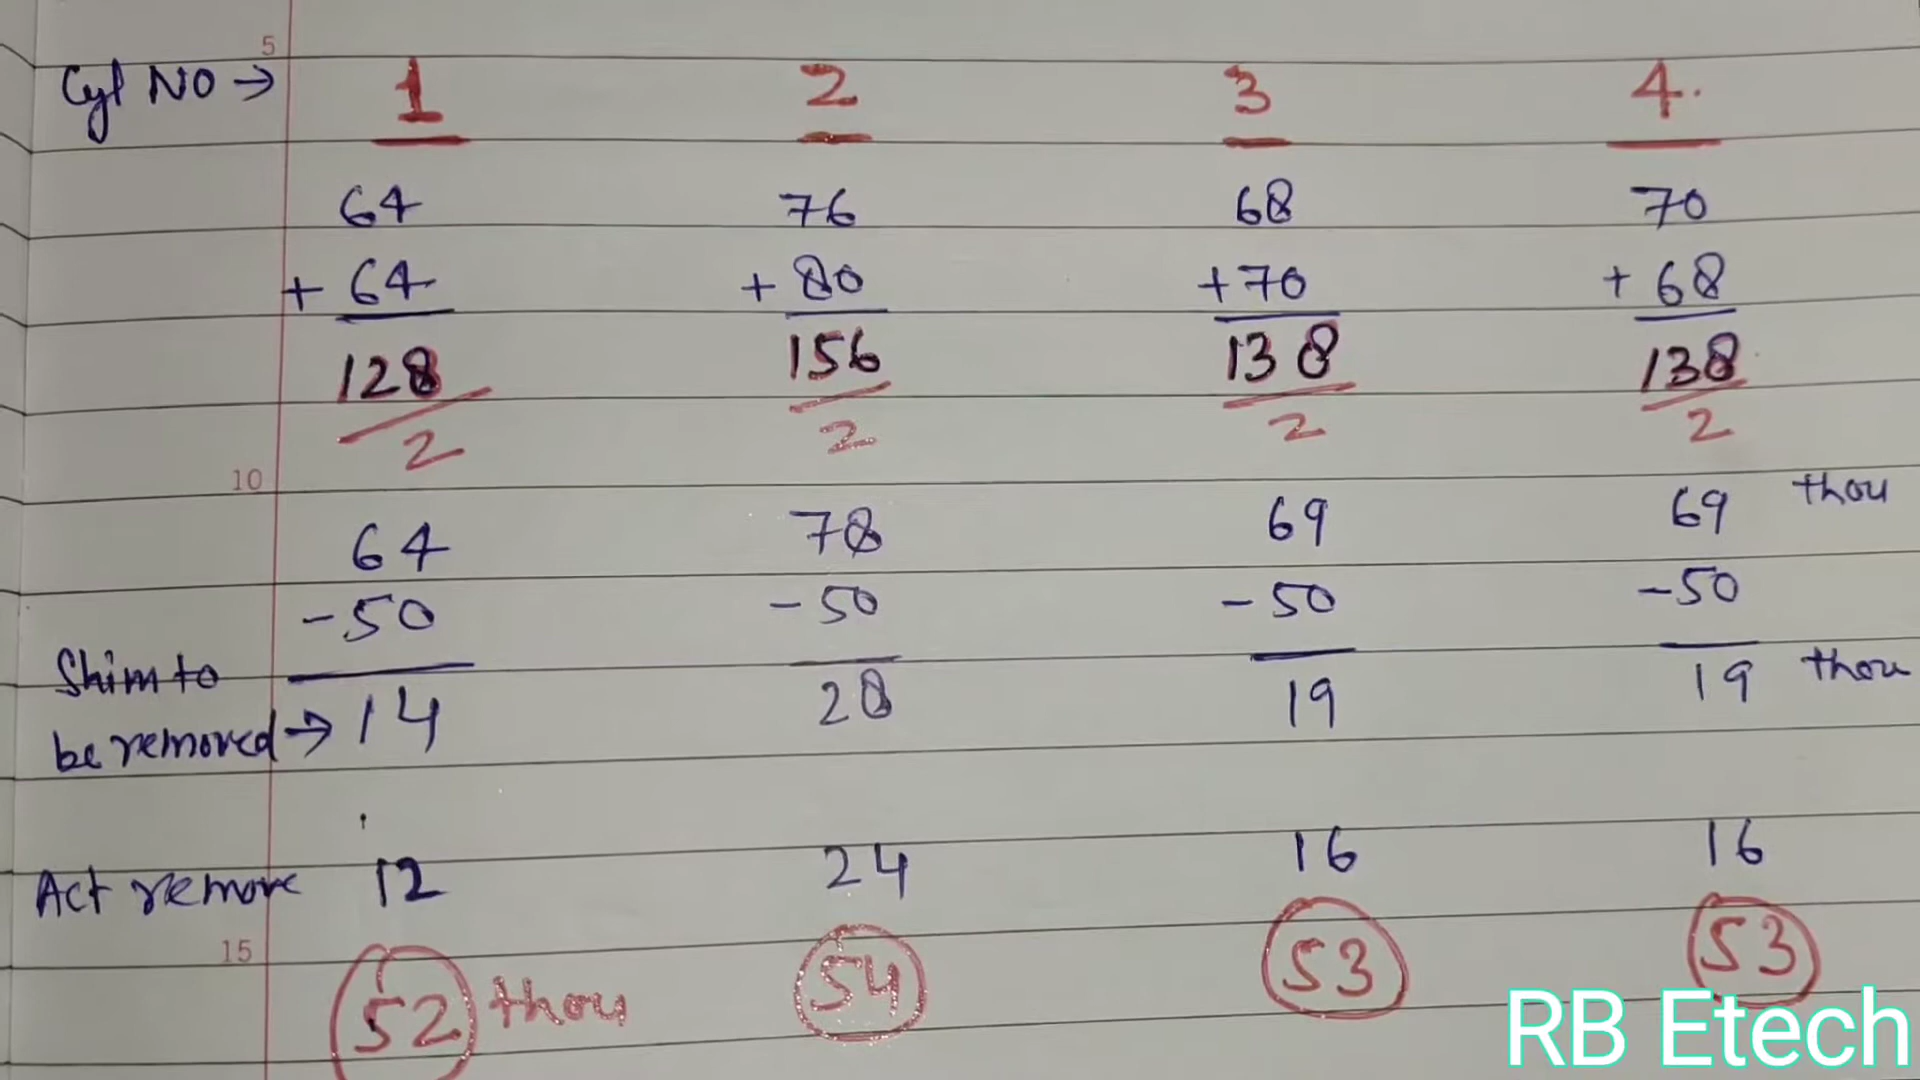 5
Cyl NO → 1 2 3 4.
64 76 68 70
+ 64 + 80 + 70 + 68
128 156 138 138
2 2 2 2
10
64 78 69 69 thou
- 50 - 50 - 50 - 50
Shim to
be removed → 14 28 19 19 thou
Act remove 12 24 16 16
15
52 thou 54 53 53
RB Etech